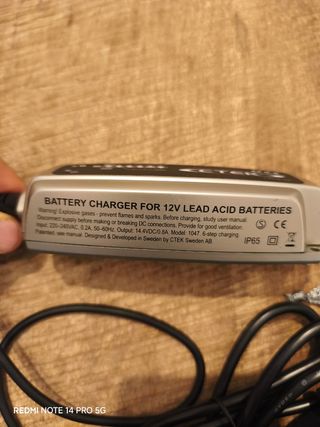 CTEK
BATTERY CHARGER FOR 12V LEAD ACID BATTERIES
Warning! Explosive gases - prevent flames and sparks. Before charging, study user manual.
Disconnect supply before making or breaking DC connections. Provide for good ventilation.
Input: 220-240VAC, 0.2A, 50-60Hz. Output: 14.4VDC/0.8A. Model: 1047. 6-step charging
Patented, see manual. Designed & Developed in Sweden by CTEK Sweden AB
S IP65
REDMI NOTE 14 PRO 5G